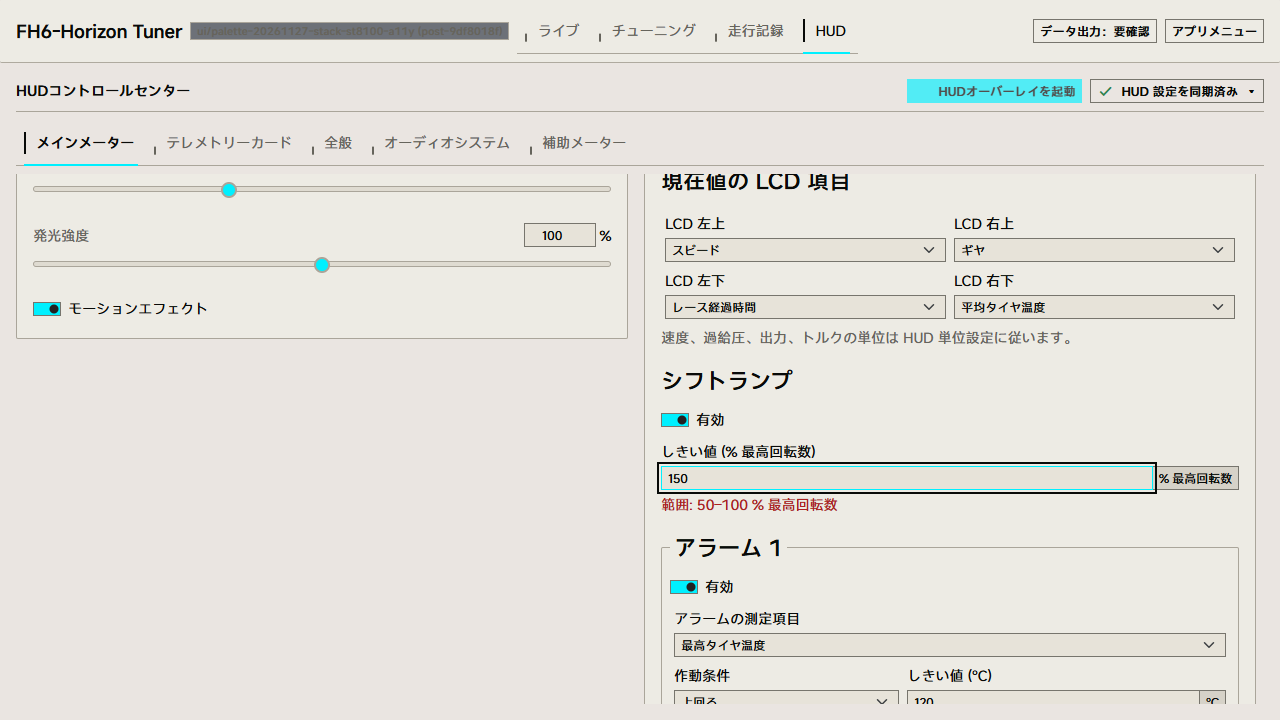 FH6-Horizon Tuner
ライブ
チューニング
走行記録
HUD
データ出力: 要確認
アプリメニュー
HUDコントロールセンター
HUDオーバーレイを起動
HUD 設定を同期済み
メインメーター
テレメトリーカード
全般
オーディオシステム
補助メーター
発光強度
100 %
モーションエフェクト
現在値の LCD 項目
LCD 左上
LCD 右上
スピード
ギヤ
LCD 左下
LCD 右下
レース経過時間
平均タイヤ温度
速度、過給圧、出力、トルクの単位は HUD 単位設定に従います。
シフトランプ
有効
しきい値 (% 最高回転数)
150
% 最高回転数
範囲: 50–100 % 最高回転数
アラーム 1
有効
アラームの測定項目
最高タイヤ温度
作動条件
しきい値 (°C)
上回る
120
°C